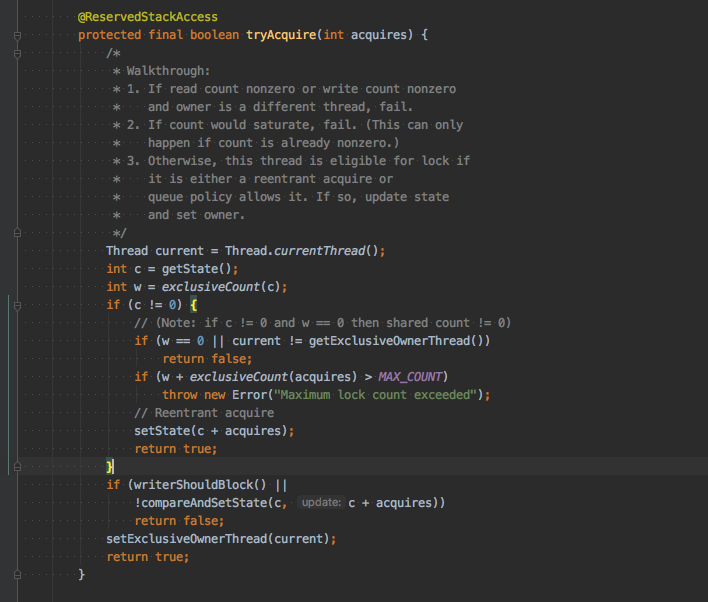 @ReservedStackAccess
protected final boolean tryAcquire(int acquires) {
/*
* Walkthrough:
* 1. If read count nonzero or write count nonzero
*    and owner is a different thread, fail.
* 2. If count would saturate, fail. (This can only
*    happen if count is already nonzero.)
* 3. Otherwise, this thread is eligible for lock if
*    it is either a reentrant acquire or
*    queue policy allows it. If so, update state
*    and set owner.
*/
Thread current = Thread.currentThread();
int c = getState();
int w = exclusiveCount(c);
if (c != 0) {
// (Note: if c != 0 and w == 0 then shared count != 0)
if (w == 0 || current != getExclusiveOwnerThread())
return false;
if (w + exclusiveCount(acquires) > MAX_COUNT)
throw new Error("Maximum lock count exceeded");
// Reentrant acquire
setState(c + acquires);
return true;
}
if (writerShouldBlock() ||
!compareAndSetState(c, update: c + acquires))
return false;
setExclusiveOwnerThread(current);
return true;
}